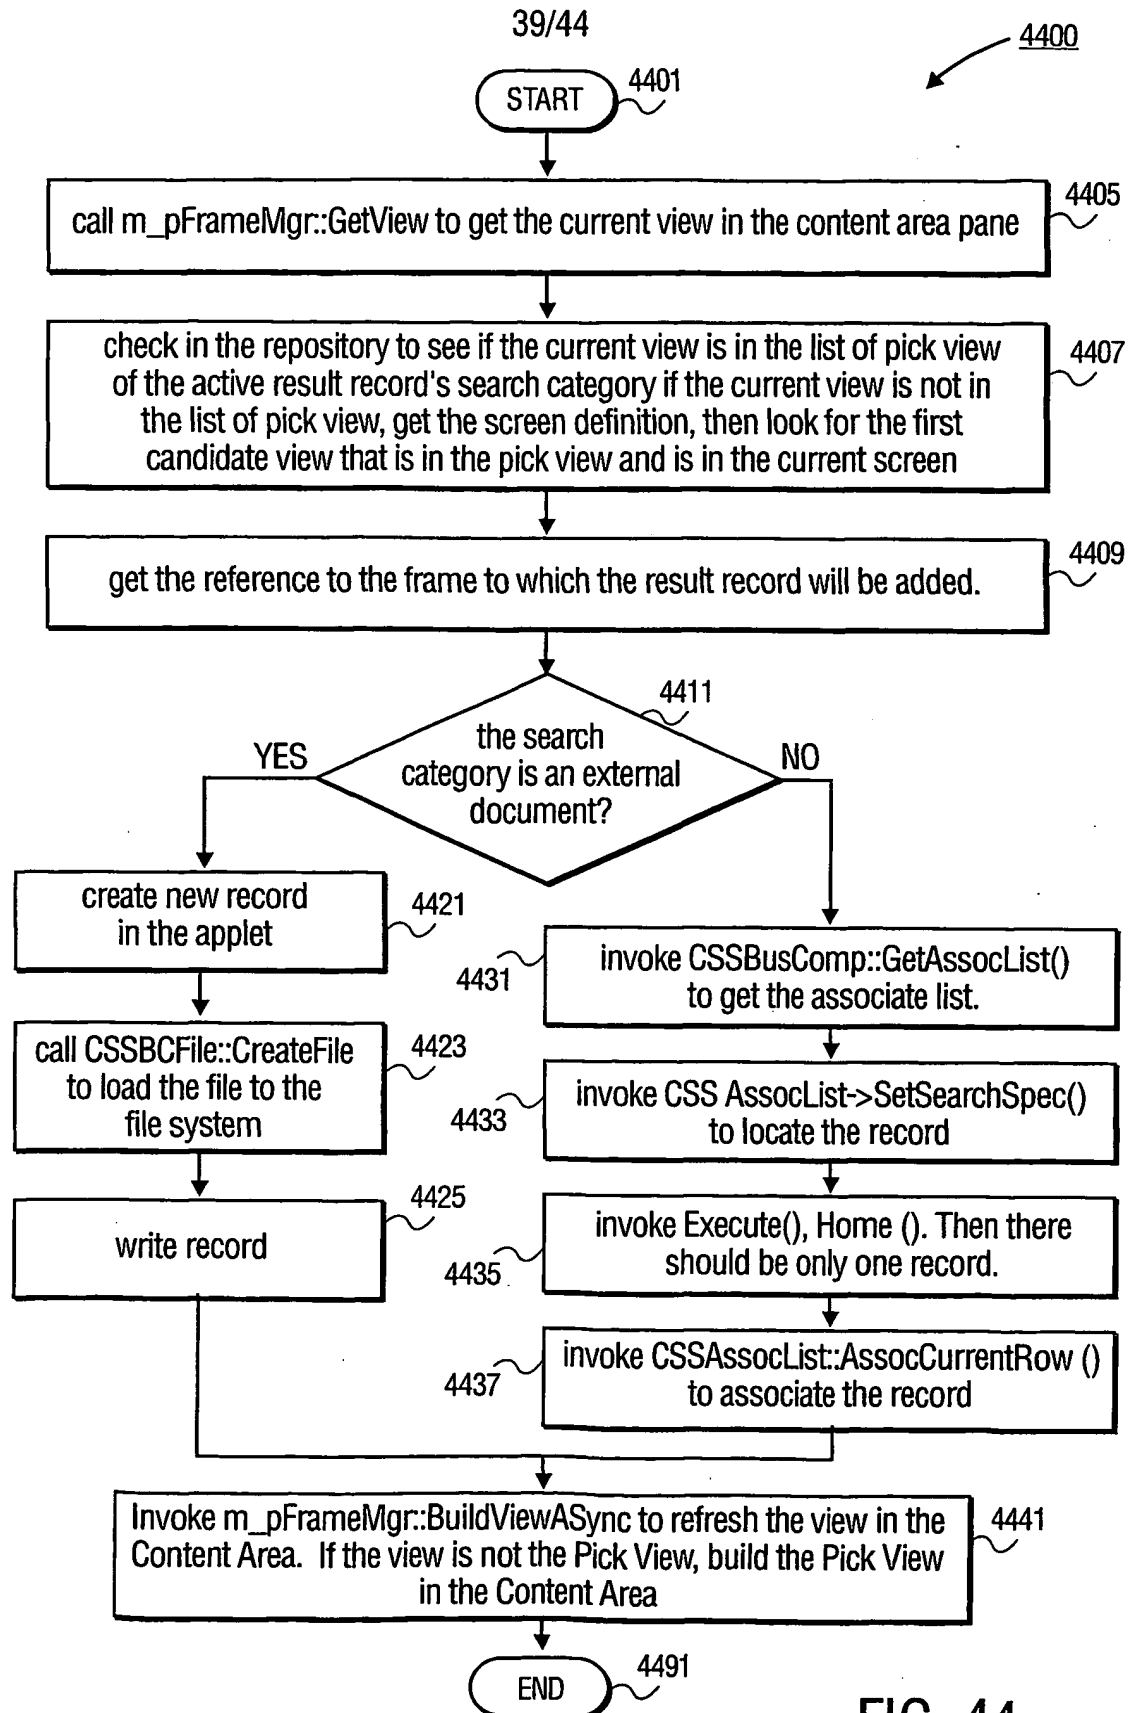 39/44
4400
START
4401
call m_pFrameMgr::GetView to get the current view in the content area pane
4405
check in the repository to see if the current view is in the list of pick view
of the active result record's search category if the current view is not in
the list of pick view, get the screen definition, then look for the first
candidate view that is in the pick view and is in the current screen
4407
get the reference to the frame to which the result record will be added.
4409
4411
the search
category is an external
document?
YES
NO
create new record
in the applet
4421
call CSSBCFile::CreateFile
to load the file to the
file system
4423
write record
4425
invoke CSSBusComp::GetAssocList()
to get the associate list.
4431
invoke CSS AssocList->SetSearchSpec()
to locate the record
4433
invoke Execute(), Home (). Then there
should be only one record.
4435
invoke CSSAssocList::AssocCurrentRow ()
to associate the record
4437
Invoke m_pFrameMgr::BuildViewASync to refresh the view in the
Content Area. If the view is not the Pick View, build the Pick View
in the Content Area
4441
END
4491
FIG. 44